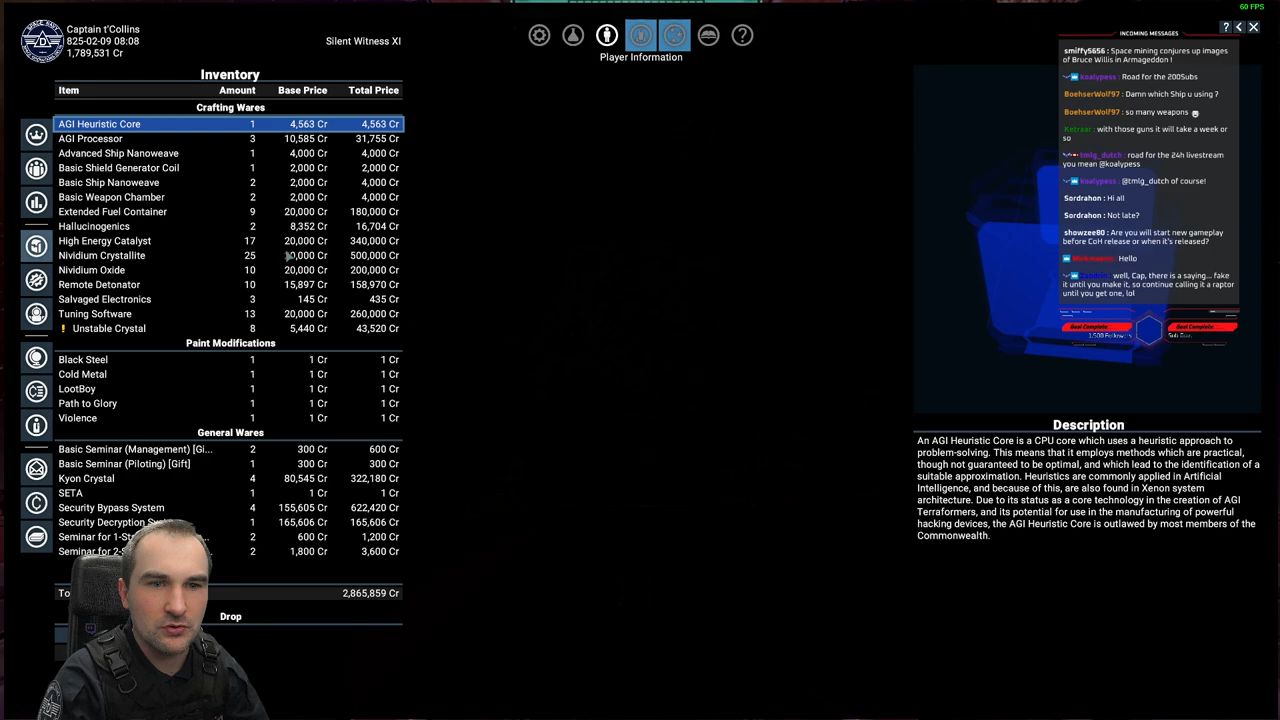 60 FPS
Captain t'Collins
825-02-09 08:08
1,789,531 Cr
Silent Witness XI
Player Information
Inventory
Item Amount Base Price Total Price
Crafting Wares
AGI Heuristic Core 1 4,563 Cr 4,563 Cr
AGI Processor 3 10,585 Cr 31,755 Cr
Advanced Ship Nanoweave 1 4,000 Cr 4,000 Cr
Basic Shield Generator Coil 1 2,000 Cr 2,000 Cr
Basic Ship Nanoweave 2 2,000 Cr 4,000 Cr
Basic Weapon Chamber 2 2,000 Cr 4,000 Cr
Extended Fuel Container 9 20,000 Cr 180,000 Cr
Hallucinogenics 2 8,352 Cr 16,704 Cr
High Energy Catalyst 17 20,000 Cr 340,000 Cr
Nividium Crystallite 25 20,000 Cr 500,000 Cr
Nividium Oxide 10 20,000 Cr 200,000 Cr
Remote Detonator 10 15,897 Cr 158,970 Cr
Salvaged Electronics 3 145 Cr 435 Cr
Tuning Software 13 20,000 Cr 260,000 Cr
! Unstable Crystal 8 5,440 Cr 43,520 Cr
Paint Modifications
Black Steel 1 1 Cr 1 Cr
Cold Metal 1 1 Cr 1 Cr
LootBoy 1 1 Cr 1 Cr
Path to Glory 1 1 Cr 1 Cr
Violence 1 1 Cr 1 Cr
General Wares
Basic Seminar (Management) [Gi... 2 300 Cr 600 Cr
Basic Seminar (Piloting) [Gift] 1 300 Cr 300 Cr
Kyon Crystal 4 80,545 Cr 322,180 Cr
SETA 1 1 Cr 1 Cr
Security Bypass System 4 155,605 Cr 622,420 Cr
Security Decryption Sy 1 165,606 Cr 165,606 Cr
Seminar for 1-St 2 600 Cr 1,200 Cr
Seminar for 2- 2 1,800 Cr 3,600 Cr
To 2,865,859 Cr
Drop
INCOMING MESSAGES
smiffy5656 : Space mining conjures up images
of Bruce Willis in Armageddon !
koalypess : Road for the 200Subs
BoehserWolf97 : Damn which Ship u using ?
BoehserWolf97 : so many weapons
Ketraar : with those guns it will take a week or
so
tmlg_dutch : road for the 24h livestream
you mean @koalypess
koalypess : @tmlg_dutch of course!
Sordrahon : Hi all
Sordrahon : Not late?
showzee80 : Are you will start new gameplay
before CoH release or when it's released?
: Hello
: well, Cap, there is a saying... fake
it until you make it, so continue calling it a raptor
until you get one, lol
Goal Complete: Goal Complete:
1,500 Followers Sub Goal
Description
An AGI Heuristic Core is a CPU core which uses a heuristic approach to
problem-solving. This means that it employs methods which are practical,
though not guaranteed to be optimal, and which lead to the identification of a
suitable approximation. Heuristics are commonly applied in Artificial
Intelligence, and because of this, are also found in Xenon system
architecture. Due to its status as a core technology in the creation of AGI
Terraformers, and its potential for use in the manufacturing of powerful
hacking devices, the AGI Heuristic Core is outlawed by most members of the
Commonwealth.